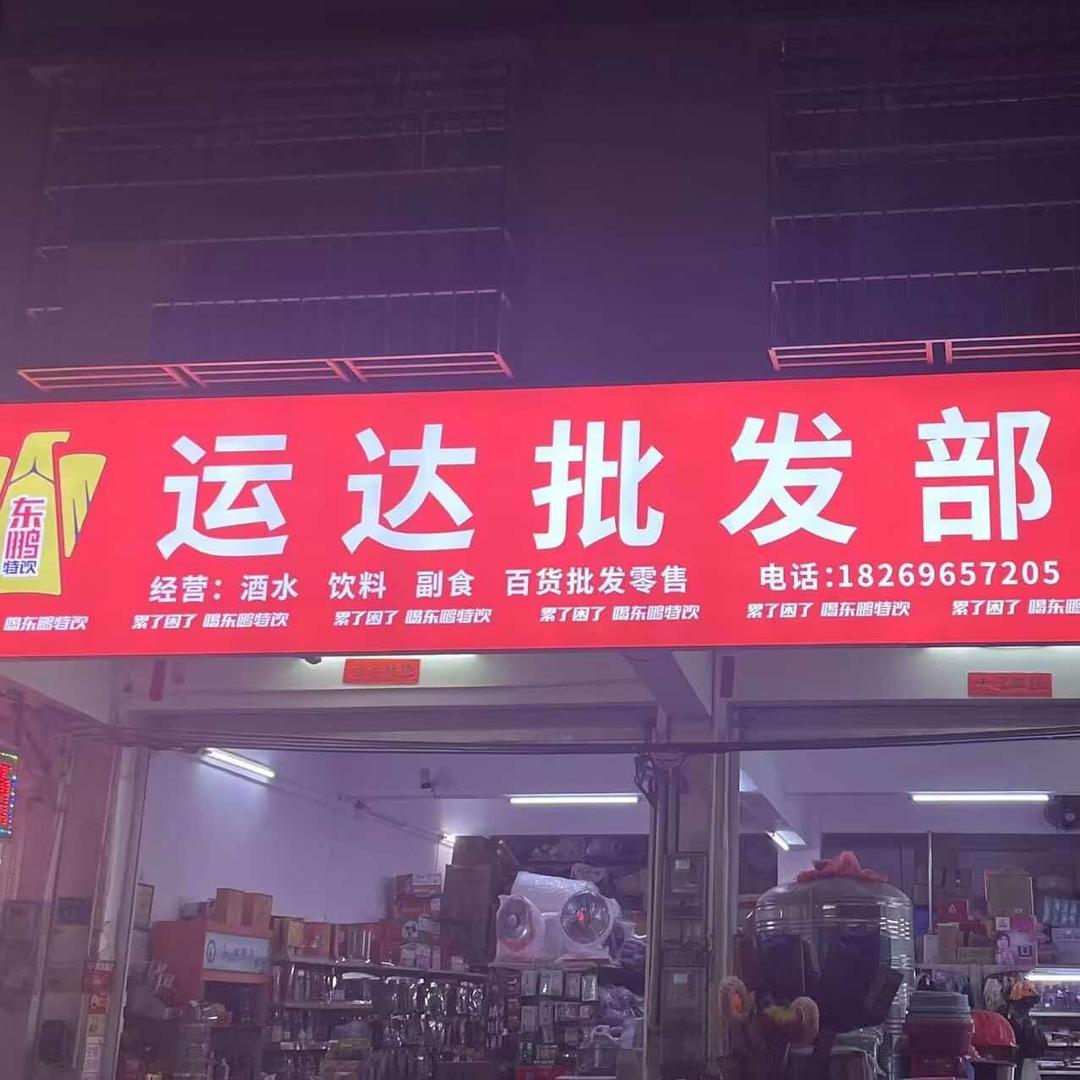 东鹏
特饮
运达批发部
经营：酒水 饮料 副食 百货批发零售
电话:18269657205
喝东鹏特饮 累了困了 喝东鹏特饮 累了困了 喝东鹏特饮 累了困了 喝东鹏特饮 累了困了 喝东鹏特饮 累了困了 喝东鹏